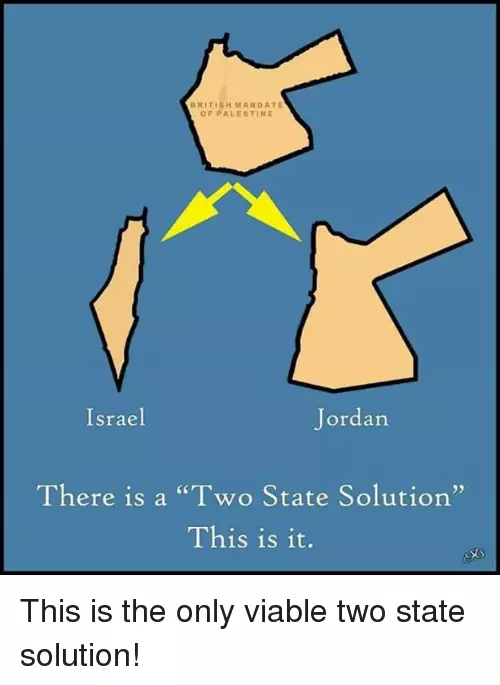 BRITISH MANDATE
OF PALESTINE
Israel
Jordan
There is a “Two State Solution”
This is it.
This is the only viable two state
solution!